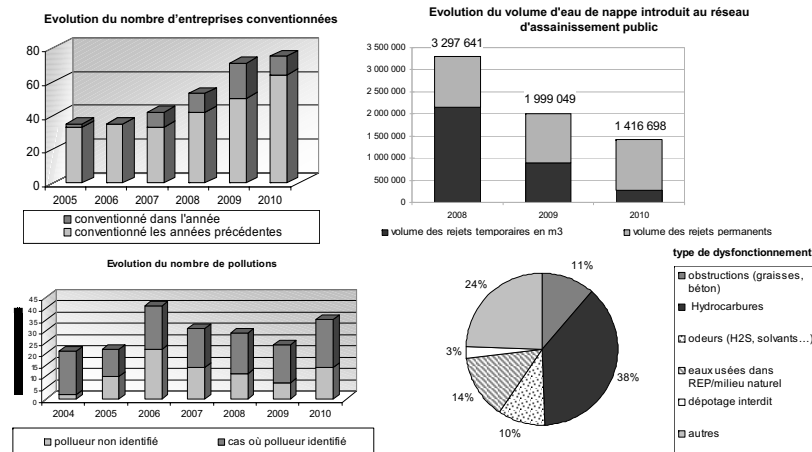 Evolution du nombre d'entreprises conventionnées
80
60
40
20
0
2005 2006 2007 2008 2009 2010
conventionné dans l'année
conventionné les années précédentes
Evolution du volume d'eau de nappe introduit au réseau
d'assainissement public
3 500 000
3 000 000
2 500 000
2 000 000
1 500 000
1 000 000
500 000
0
3 297 641
1 999 049
1 416 698
2008 2009 2010
volume des rejets temporaires en m3 volume des rejets permanents
Evolution du nombre de pollutions
45
40
35
30
25
20
15
10
5
0
2004 2005 2006 2007 2008 2009 2010
pollueur non identifié cas où pollueur identifié
11%
38%
10%
14%
3%
24%
type de dysfonctionnement
obstructions (graisses,
béton)
Hydrocarbures
odeurs (H2S, solvants...)
eaux usées dans
REP/milieu naturel
dépotage interdit
autres